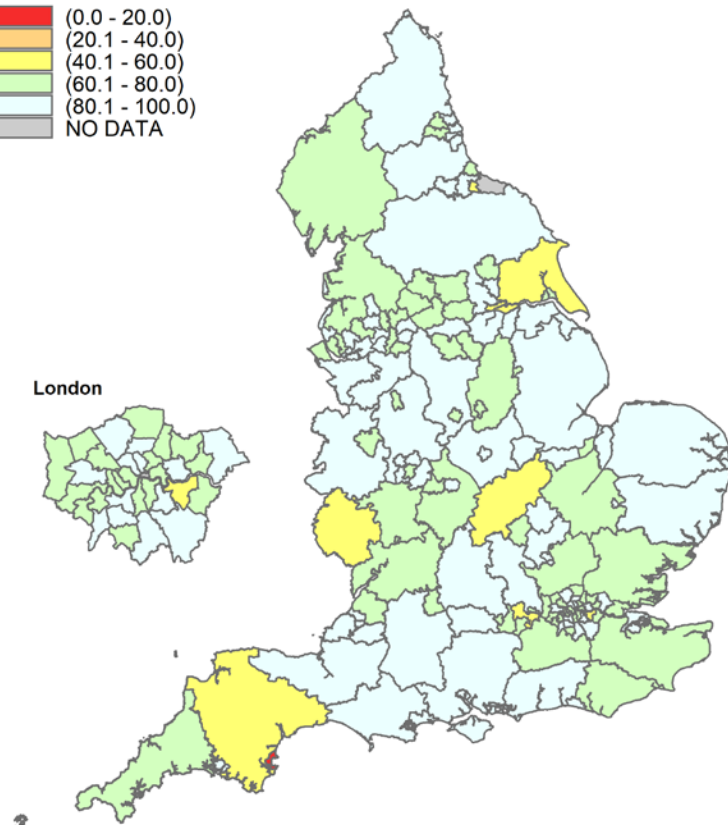 (0.0 - 20.0)
(20.1 - 40.0)
(40.1 - 60.0)
(60.1 - 80.0)
(80.1 - 100.0)
NO DATA
London